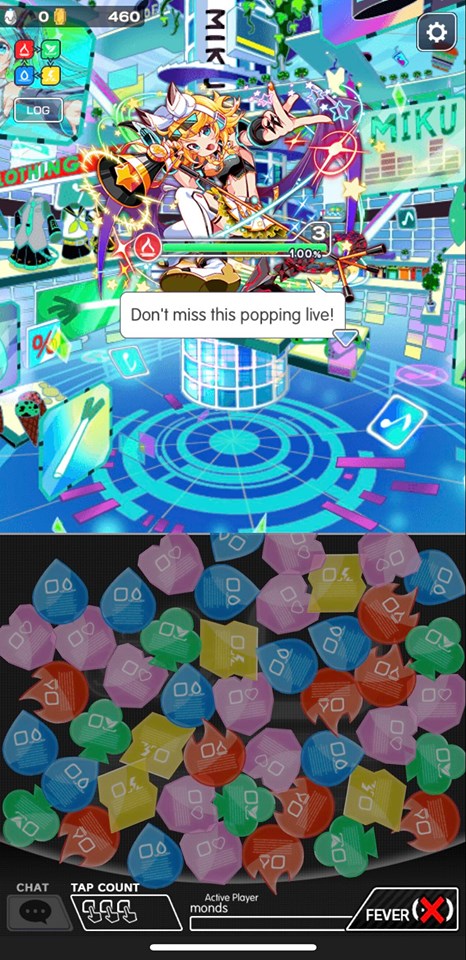 0 460
MIKU
LOG
MIKU
LOTHING
3
100%
Don't miss this popping live!
%
CHAT
TAP COUNT
Active Player
monds
FEVER